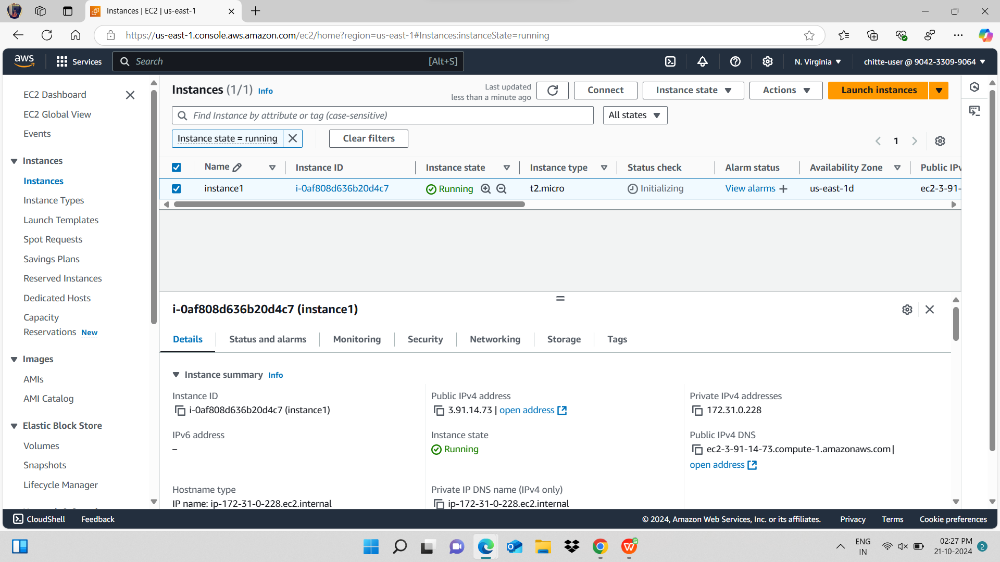 Instances | EC2 | us-east-1
https://us-east-1.console.aws.amazon.com/ec2/home?region=us-east-1#Instances:instanceState=running
aws
Services
Search
[Alt+S]
N. Virginia
chitte-user @ 9042-3309-9064
EC2 Dashboard
EC2 Global View
Events
Instances
Instances
Instance Types
Launch Templates
Spot Requests
Savings Plans
Reserved Instances
Dedicated Hosts
Capacity
Reservations New
Images
AMIs
AMI Catalog
Elastic Block Store
Volumes
Snapshots
Lifecycle Manager
Instances (1/1) Info
Last updated
less than a minute ago
Connect
Instance state
Actions
Launch instances
Find Instance by attribute or tag (case-sensitive)
All states
Instance state = running
Clear filters
1
Name
Instance ID
Instance state
Instance type
Status check
Alarm status
Availability Zone
Public IPv
instance1
i-0af808d636b20d4c7
Running
t2.micro
Initializing
View alarms
us-east-1d
ec2-3-91-
i-0af808d636b20d4c7 (instance1)
Details
Status and alarms
Monitoring
Security
Networking
Storage
Tags
Instance summary Info
Instance ID
i-0af808d636b20d4c7 (instance1)
Public IPv4 address
3.91.14.73 | open address
Private IPv4 addresses
172.31.0.228
IPv6 address
–
Instance state
Running
Public IPv4 DNS
ec2-3-91-14-73.compute-1.amazonaws.com |
open address
Hostname type
IP name: ip-172-31-0-228.ec2.internal
Private IP DNS name (IPv4 only)
ip-172-31-0-228.ec2.internal
CloudShell
Feedback
© 2024, Amazon Web Services, Inc. or its affiliates.
Privacy
Terms
Cookie preferences
ENG
IN
02:27 PM
21-10-2024
2